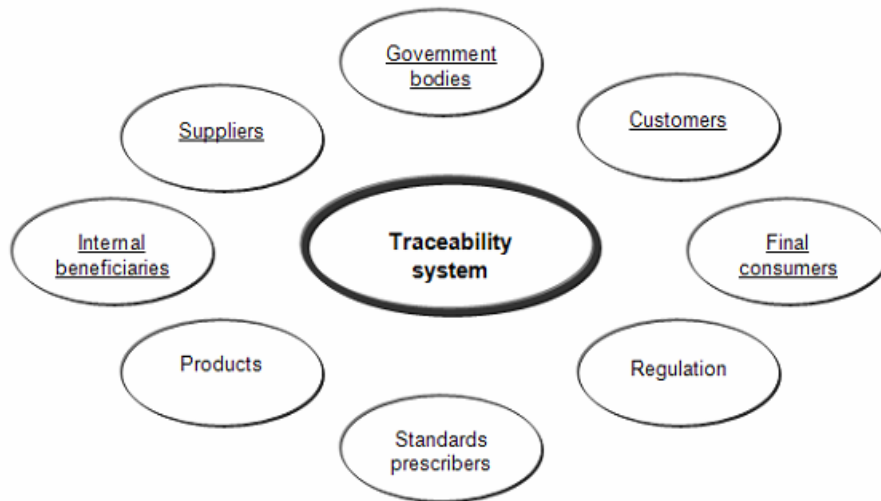 Government
bodies
Suppliers
Customers
Internal
beneficiaries
Traceability
system
Final
consumers
Products
Regulation
Standards
prescribers